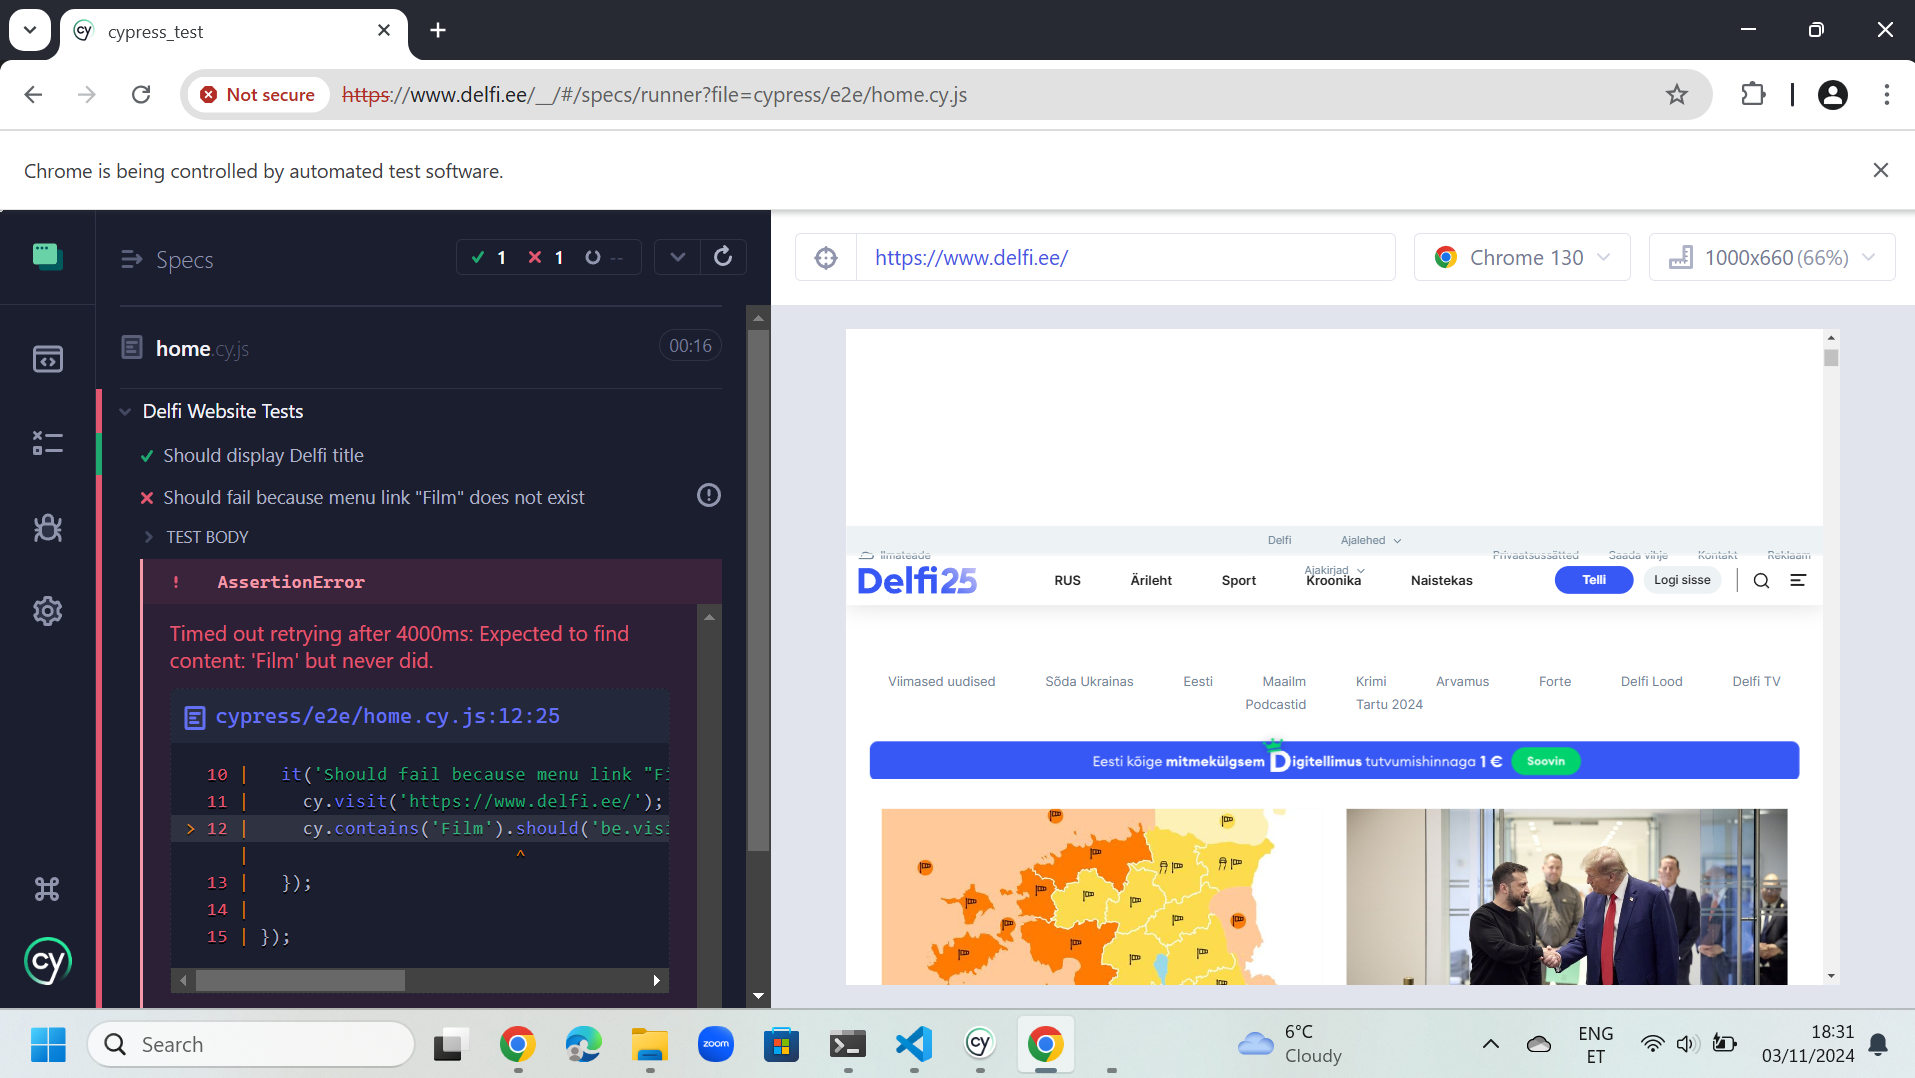 cypress_test
Not secure https://www.delfi.ee/__/#/specs/runner?file=cypress/e2e/home.cy.js
Chrome is being controlled by automated test software.
Specs
1 1 --
https://www.delfi.ee/
Chrome 130
1000x660 (66%)
home.cy.js
00:16
Delfi Website Tests
Should display Delfi title
Should fail because menu link "Film" does not exist
TEST BODY
! AssertionError
Timed out retrying after 4000ms: Expected to find
content: 'Film' but never did.
cypress/e2e/home.cy.js:12:25
10 | it('Should fail because menu link "Fi
11 | cy.visit('https://www.delfi.ee/');
> 12 | cy.contains('Film').should('be.visi
| ^
13 | });
14 |
15 | });
cy
Delfi Ajalehed
Ilmateade Privaatsussätted Saada vihje Kontakt Reklaam
Ajakirjad
Delfi25 RUS Ärileht Sport Kroonika Naistekas Telli Logi sisse
Viimased uudised Sõda Ukrainas Eesti Maailm Krimi Arvamus Forte Delfi Lood Delfi TV
Podcastid Tartu 2024
Eesti kõige mitmekülgsem Digitellimus tutvumishinnaga 1 € Soovin
Search
zoom
cy
6°C
Cloudy
ENG
ET
18:31
03/11/2024